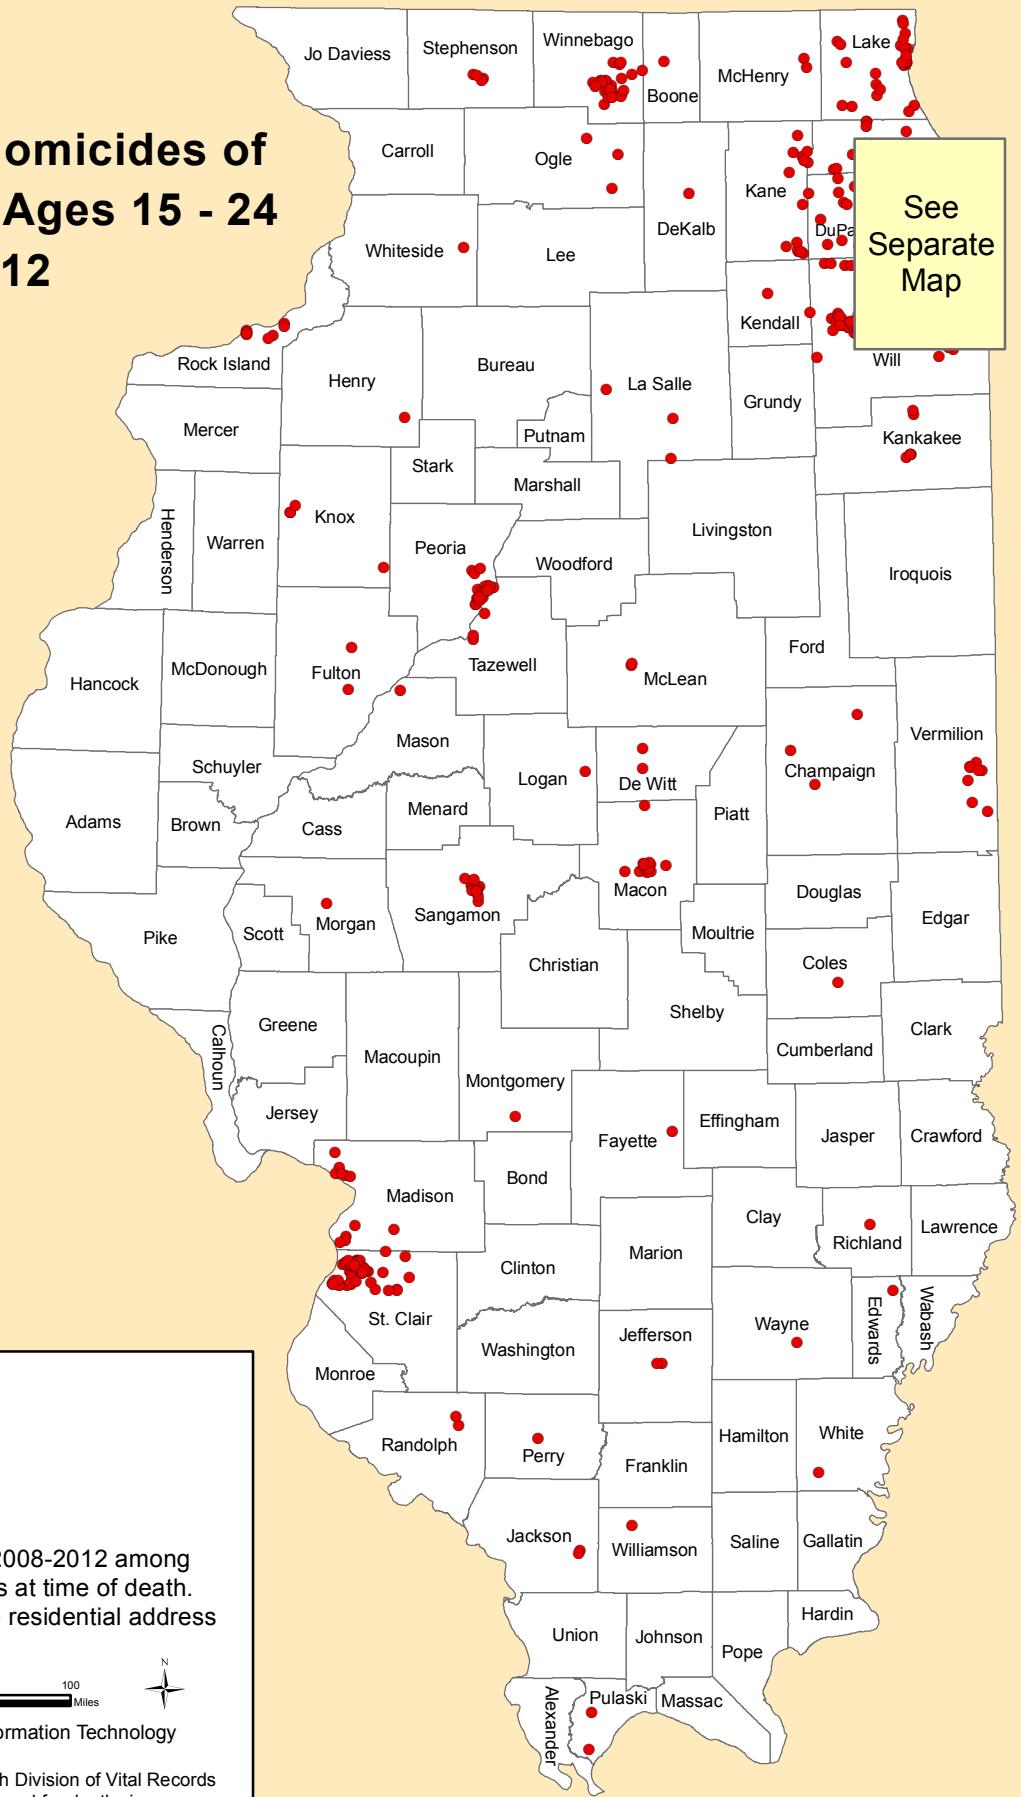 omicides of
Ages 15 - 24
12
Jo Daviess
Stephenson
Winnebago
Boone
McHenry
Lake
Carroll
Ogle
DeKalb
Kane
DuPa
See
Separate
Map
Whiteside
Lee
Kendall
Will
Rock Island
Henry
Bureau
La Salle
Grundy
Mercer
Putnam
Kankakee
Stark
Marshall
Henderson
Warren
Knox
Peoria
Woodford
Livingston
Iroquois
Hancock
McDonough
Fulton
Tazewell
McLean
Ford
Schuyler
Mason
Logan
De Witt
Champaign
Vermilion
Adams
Brown
Cass
Menard
Piatt
Macon
Douglas
Edgar
Pike
Scott
Morgan
Sangamon
Christian
Moultrie
Coles
Shelby
Greene
Calhoun
Macoupin
Montgomery
Cumberland
Clark
Jersey
Fayette
Effingham
Jasper
Crawford
Madison
Bond
Clay
Richland
Lawrence
Marion
Clinton
St. Clair
Washington
Jefferson
Wayne
Edwards
Wabash
Monroe
Randolph
Perry
Franklin
Hamilton
White
Jackson
Williamson
Saline
Gallatin
Union
Johnson
Pope
Hardin
Alexander
Pulaski
Massac
2008-2012 among
s at time of death.
residential address
N
100
Miles
ormation Technology
h Division of Vital Records